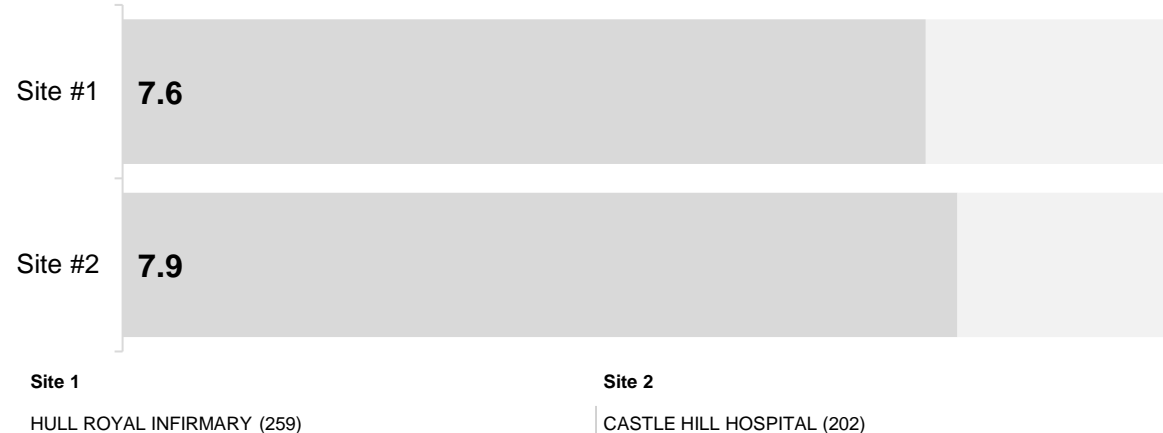 Site #1 7.6
Site #2 7.9
Site 1 Site 2
HULL ROYAL INFIRMARY (259) CASTLE HILL HOSPITAL (202)